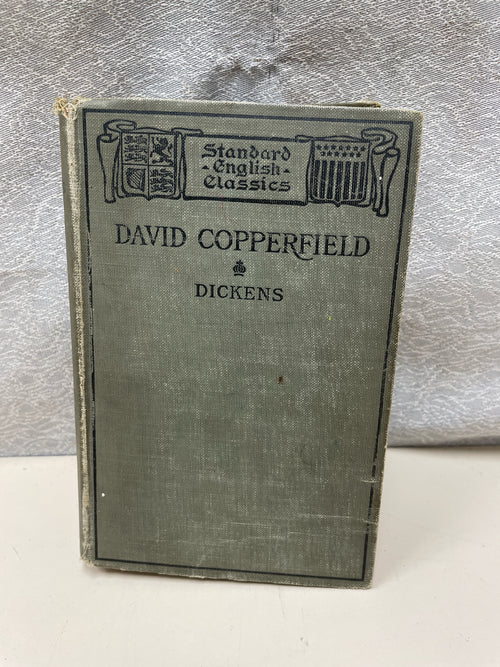 Standard
English
Classics
DAVID COPPERFIELD
DICKENS